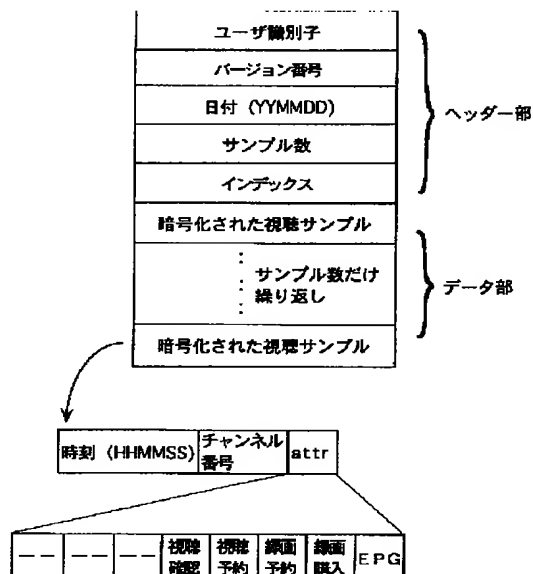 ユーザ識別子
バージョン番号
日付 (YYMMDD)
サンプル数
インデックス
ヘッダー部
暗号化された視聴サンプル
サンプル数だけ
繰り返し
暗号化された視聴サンプル
データ部
時刻 (HHMMSS)
チャンネル
番号
attr
視聴
確認
視聴
予約
録画
予約
録画
購入
EPG